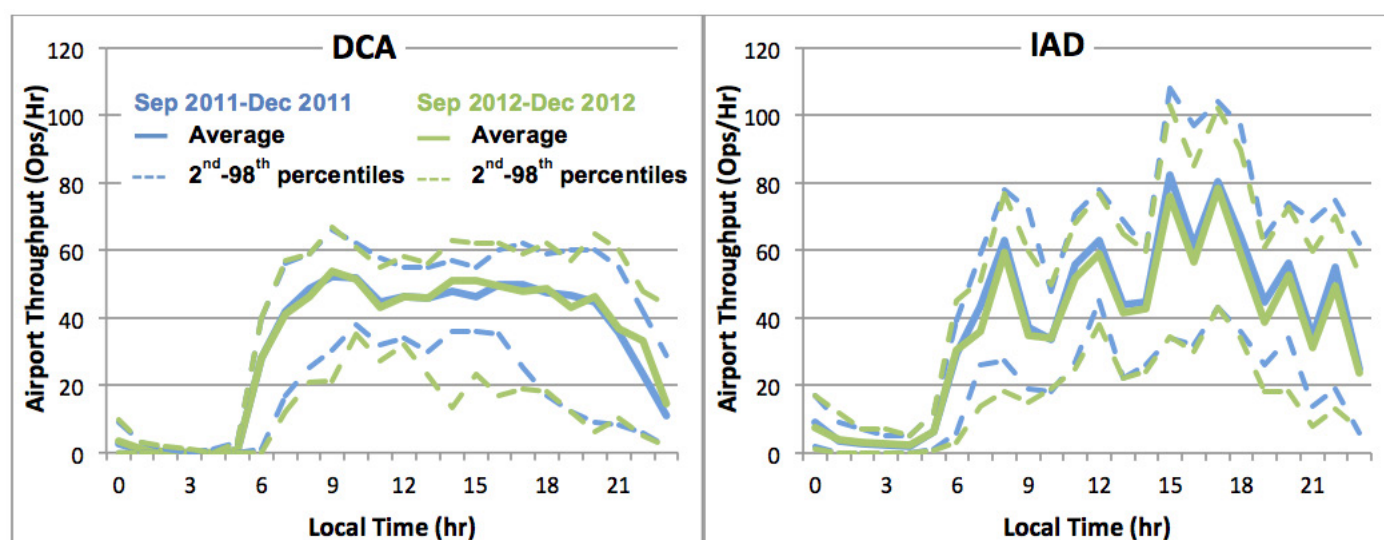 DCA
Airport Throughput (Ops/Hr)
120
100
80
60
40
20
0
Sep 2011-Dec 2011
Average
2nd-98th percentiles
Sep 2012-Dec 2012
Average
2nd-98th percentiles
0 3 6 9 12 15 18 21
Local Time (hr)
IAD
Airport Throughput (Ops/Hr)
120
100
80
60
40
20
0
0 3 6 9 12 15 18 21
Local Time (hr)